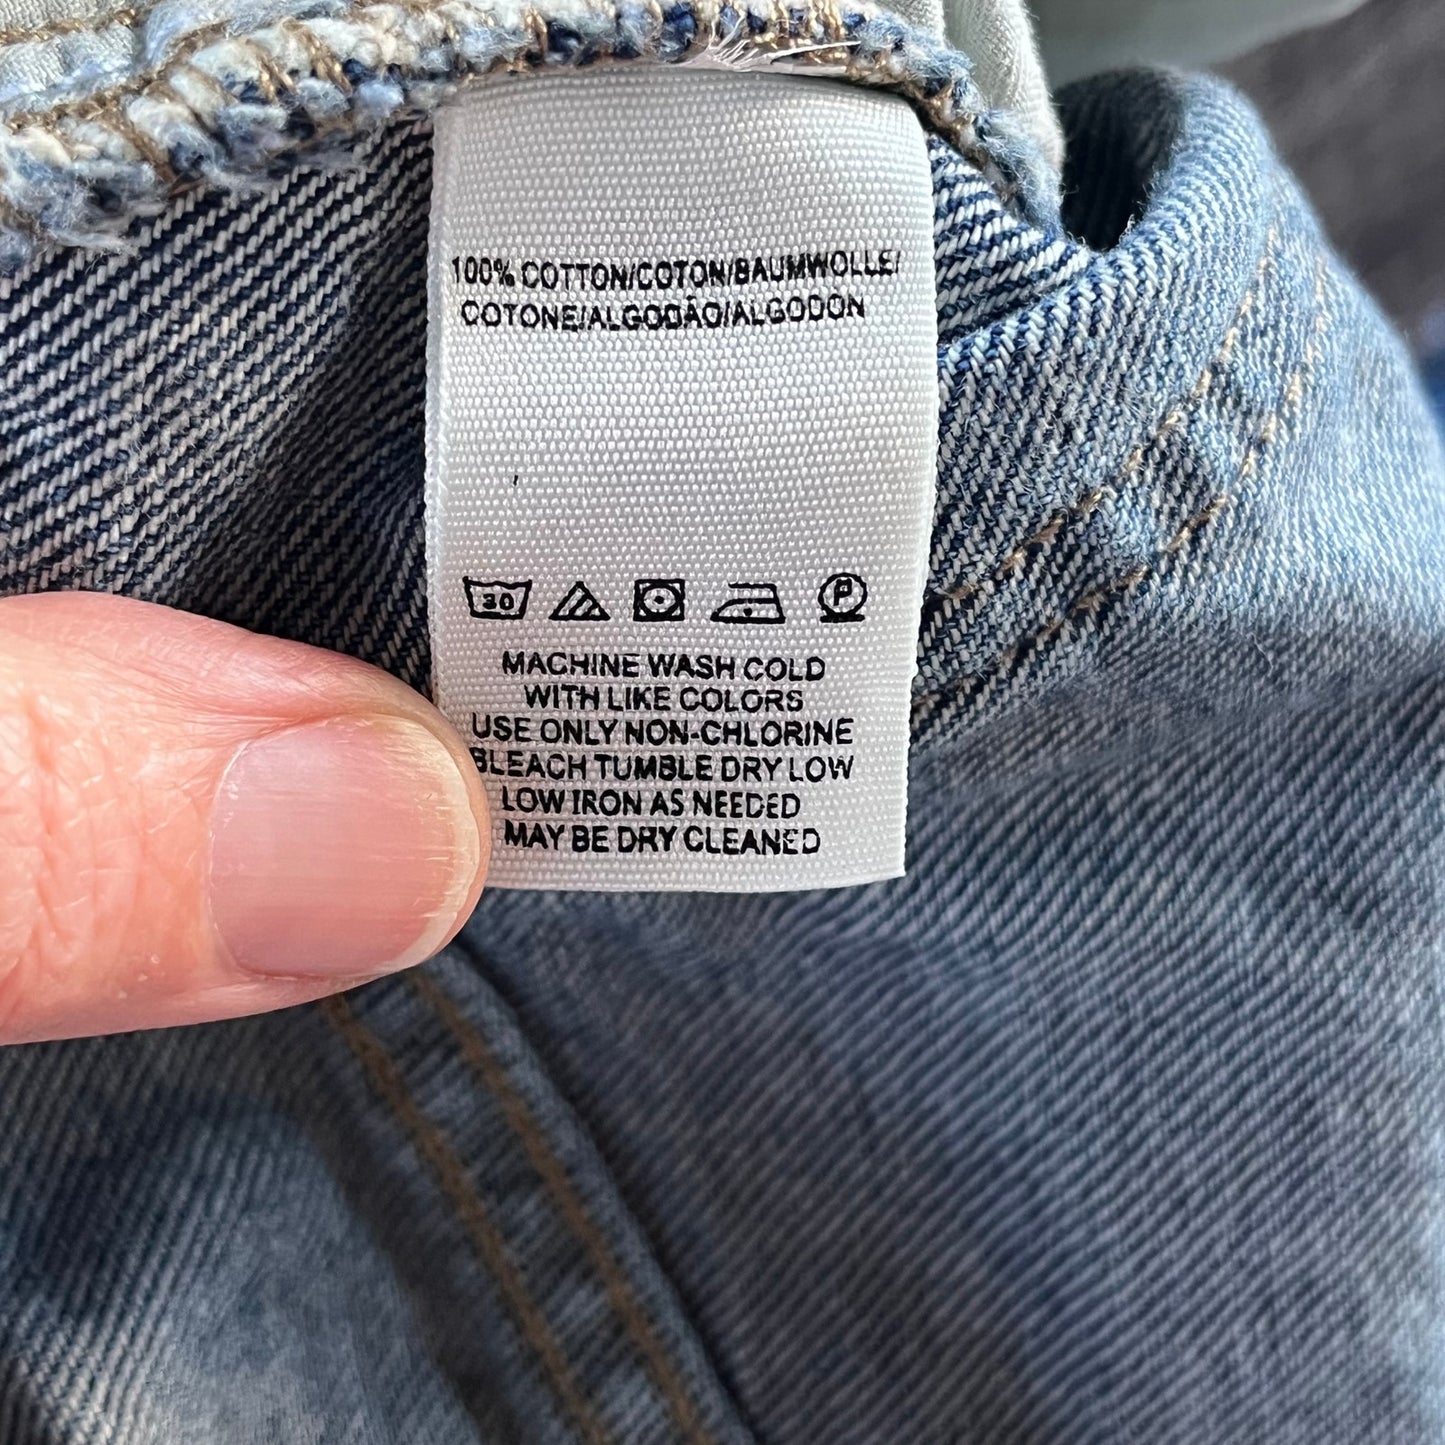 100% COTTON/COTON/BAUMWOLLE/
COTONE/ALGODÃO/ALGODÓN
30
P
MACHINE WASH COLD
WITH LIKE COLORS
USE ONLY NON-CHLORINE
BLEACH TUMBLE DRY LOW
LOW IRON AS NEEDED
MAY BE DRY CLEANED